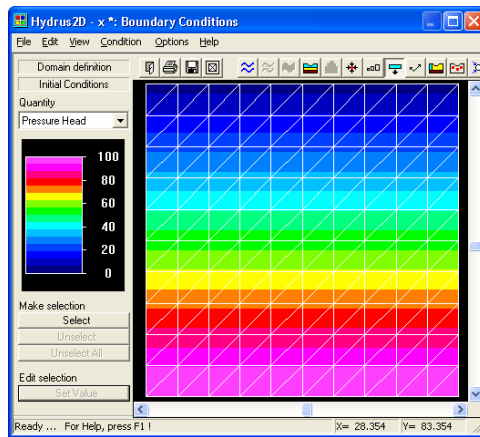 Hydrus2D - x *: Boundary Conditions
File Edit View Condition Options Help
Domain definition
Initial Conditions
Quantity
Pressure Head
100
80
60
40
20
0
Make selection
Select
Unselect
Unselect All
Edit selection
Set Value
Ready ... For Help, press F1 ! X= 28.354 Y= 83.354